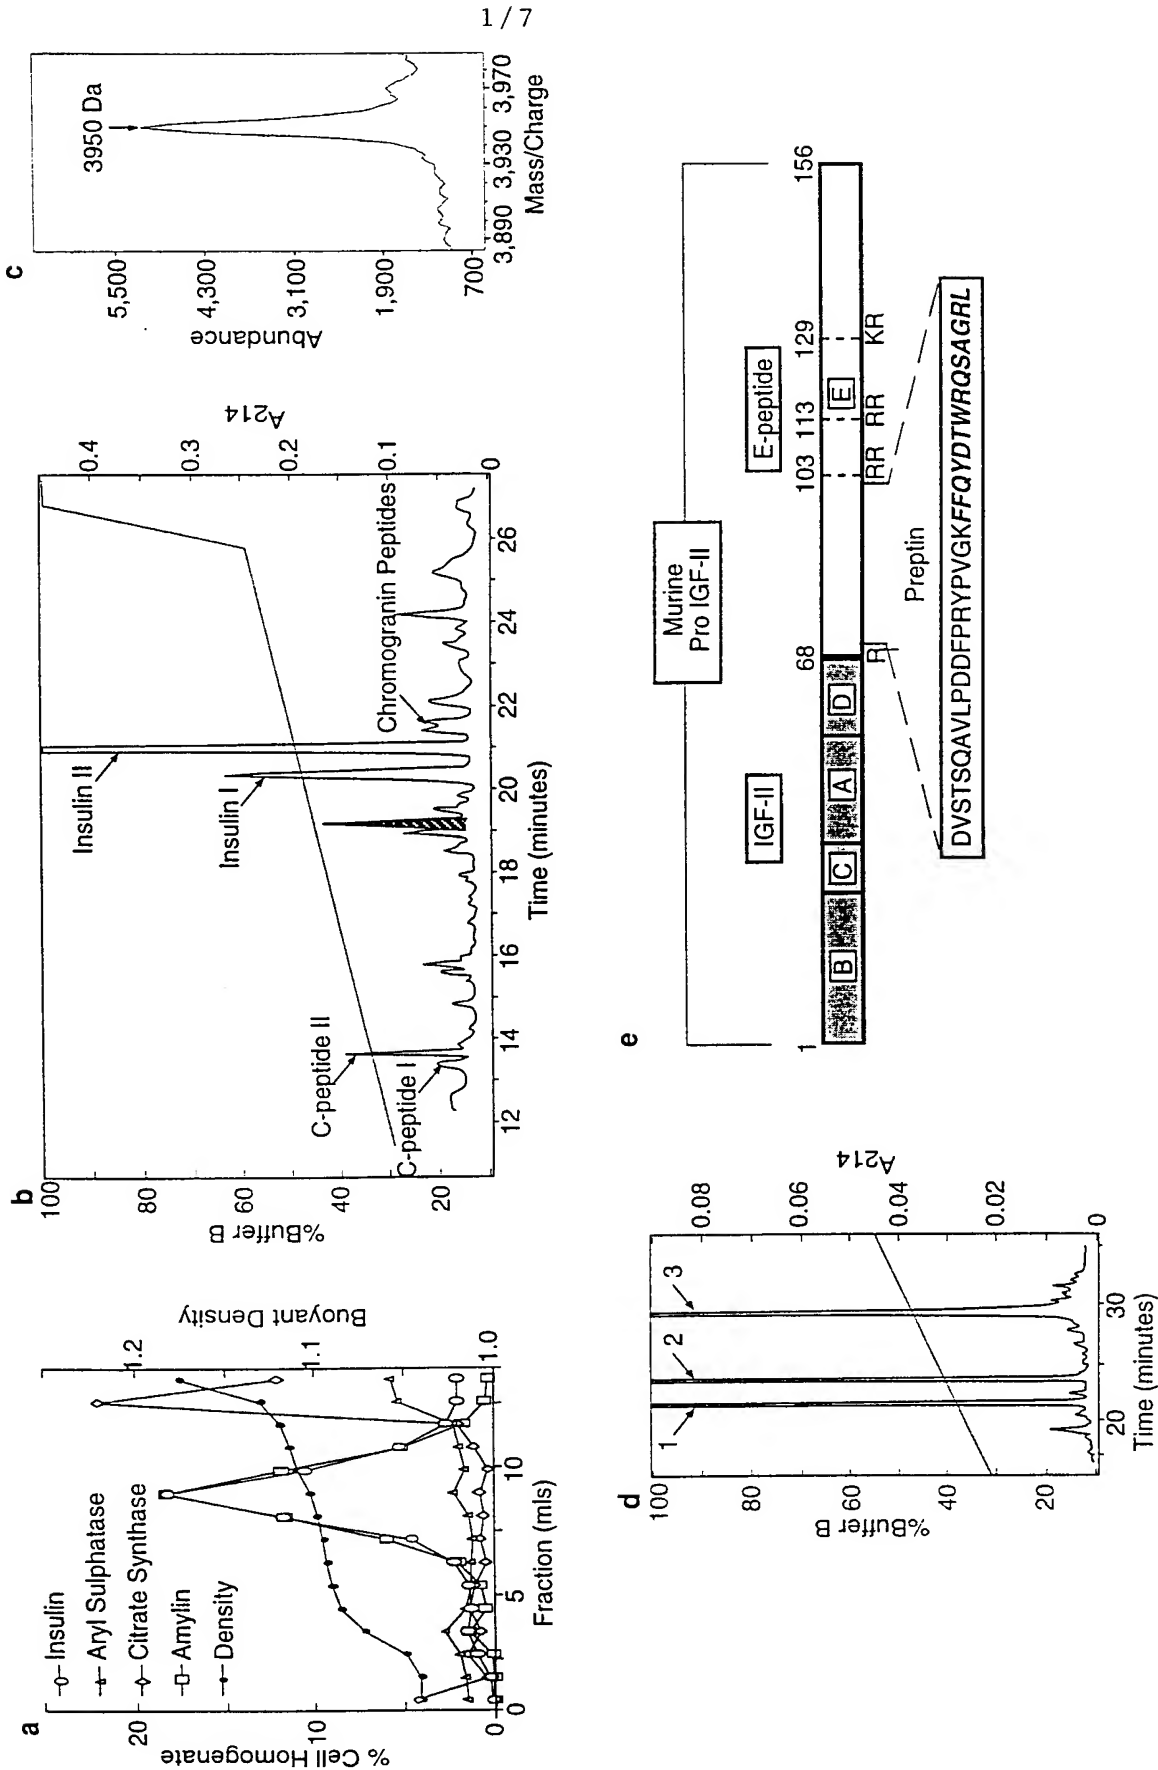 1 / 7
a
% Cell Homogenate
0
10
20
Insulin
Aryl Sulphatase
Citrate Synthase
Amylin
Density
0
5
10
Fraction (mls)
1.0
1.1
1.2
Buoyant Density
b
%Buffer B
20
40
60
80
100
C-peptide II
C-peptide I
Insulin II
Insulin I
Chromogranin Peptides
12
14
16
18
20
22
24
26
Time (minutes)
0
0.1
0.2
0.3
0.4
A214
c
Abundance
5,500
4,300
3,100
1,900
700
3950 Da
3,890
3,930
3,970
Mass/Charge
d
%Buffer B
20
40
60
80
100
1
2
3
20
30
Time (minutes)
0
0.02
0.04
0.06
0.08
A214
e
Murine
Pro IGF-II
IGF-II
E-peptide
1
68
103
113
129
156
B
C
A
D
E
R
RR
RR
KR
Preptin
DVSTSQAVLPDDFPRYPVGKFFQYDTWRQSAGRL